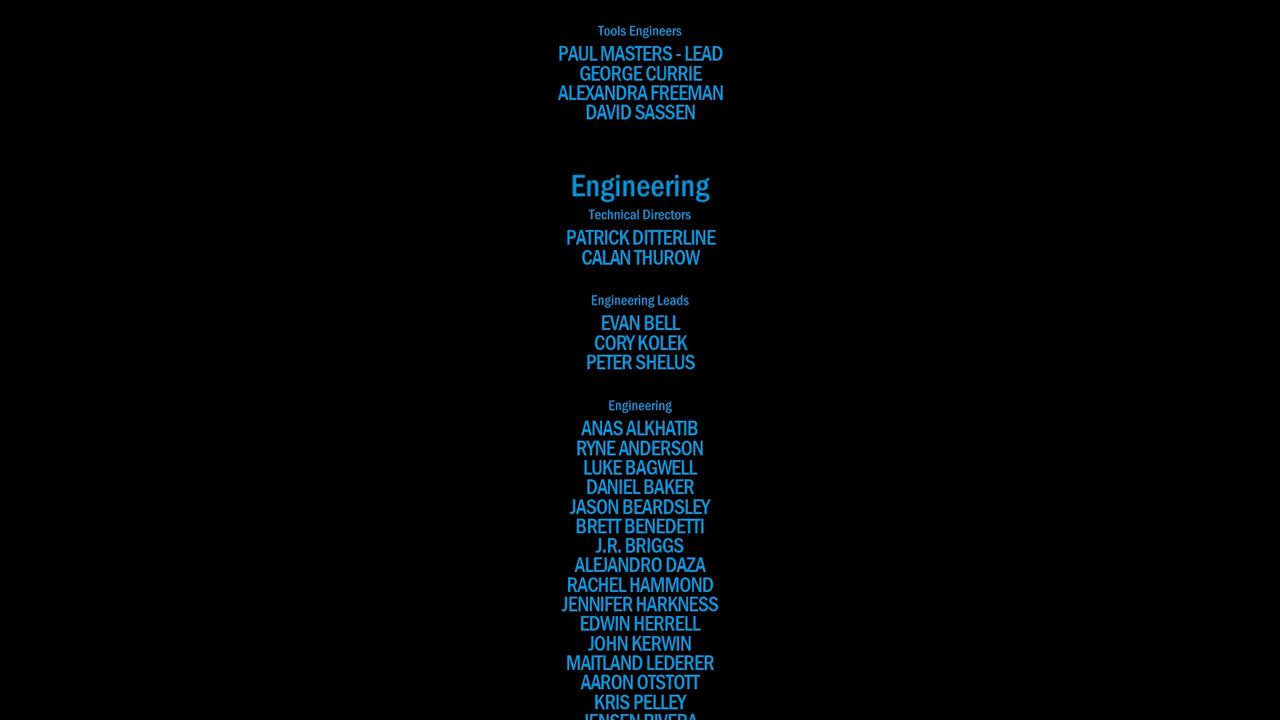 Tools Engineers
PAUL MASTERS - LEAD
GEORGE CURRIE
ALEXANDRA FREEMAN
DAVID SASSEN
Engineering
Technical Directors
PATRICK DITTERLINE
CALAN THUROW
Engineering Leads
EVAN BELL
CORY KOLEK
PETER SHELUS
Engineering
ANAS ALKHATIB
RYNE ANDERSON
LUKE BAGWELL
DANIEL BAKER
JASON BEARDSLEY
BRETT BENEDETTI
J.R. BRIGGS
ALEJANDRO DAZA
RACHEL HAMMOND
JENNIFER HARKNESS
EDWIN HERRELL
JOHN KERWIN
MAITLAND LEDERER
AARON OTSTOTT
KRIS PELLEY
JENSEN RIVERA